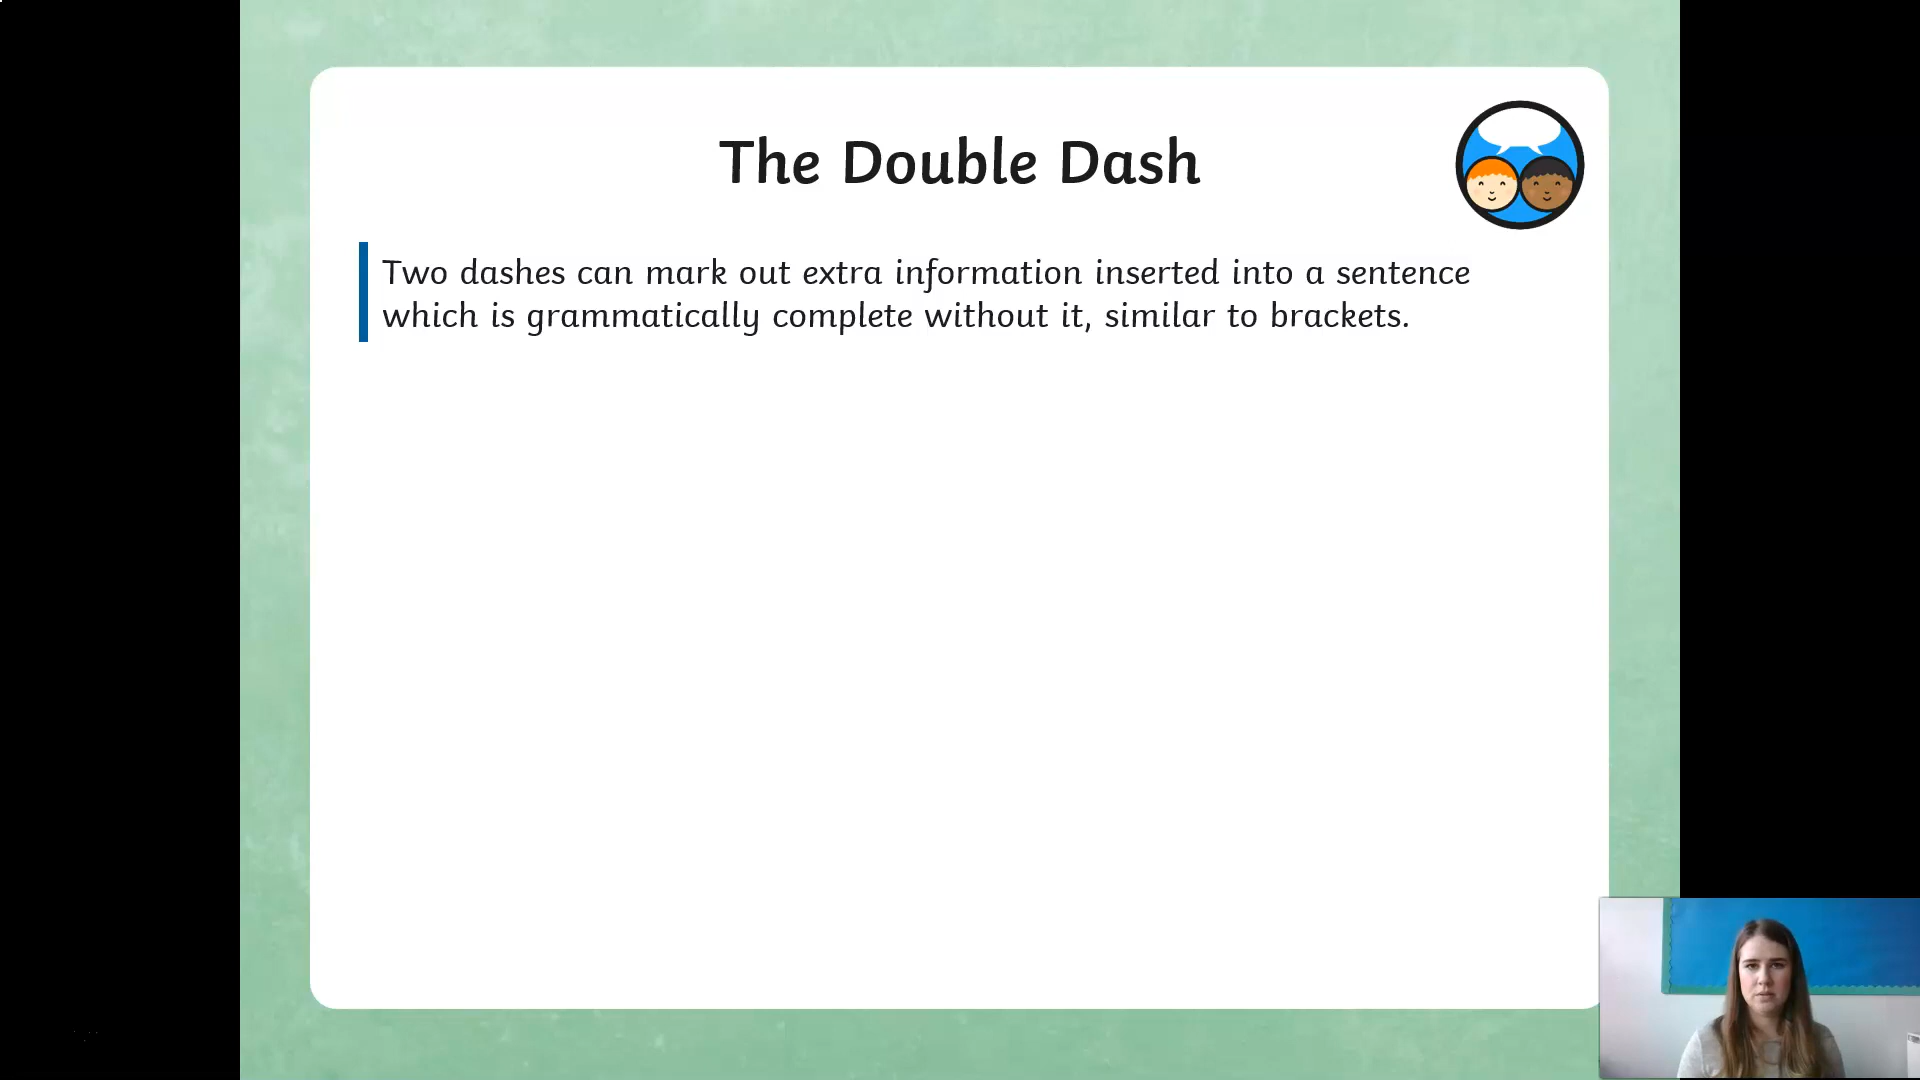 The Double Dash
Two dashes can mark out extra information inserted into a sentence
which is grammatically complete without it, similar to brackets.